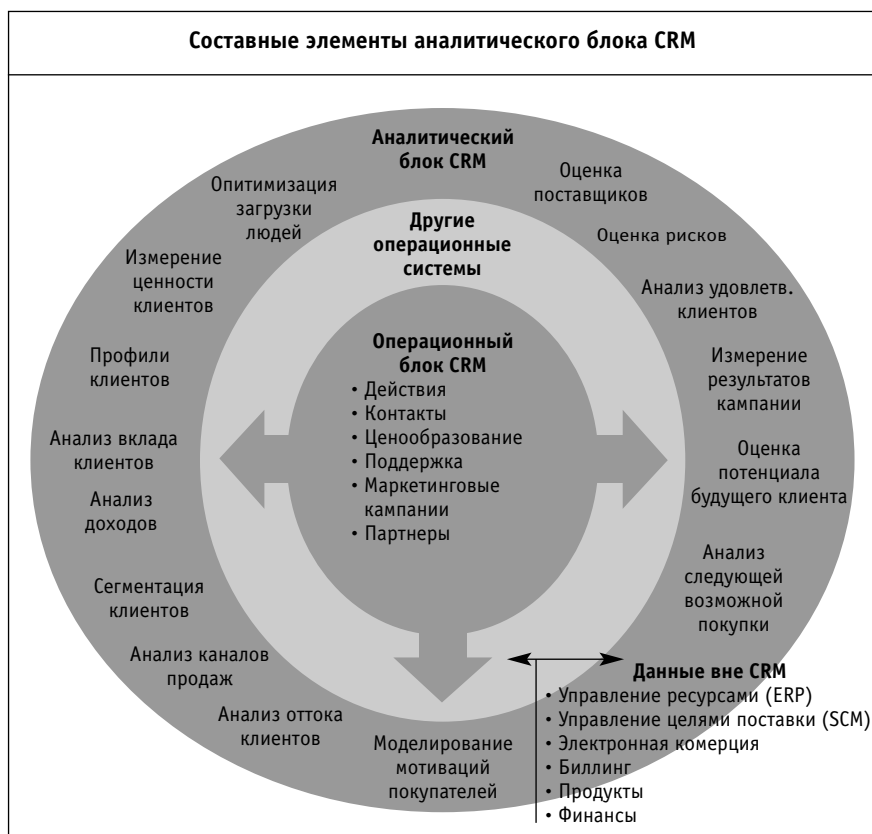 Составные элементы аналитического блока CRM
Аналитический
блок CRM
Оценка
поставщиков
Опитимизация
загрузки
людей
Другие
операционные
системы
Оценка рисков
Измерение
ценности
клиентов
Анализ удовлетв.
клиентов
Операционный
блок CRM
• Действия
• Контакты
• Ценообразование
• Поддержка
• Маркетинговые
кампании
• Партнеры
Профили
клиентов
Измерение
результатов
кампании
Анализ вклада
клиентов
Оценка
потенциала
будущего клиента
Анализ
доходов
Анализ
следующей
возможной
покупки
Сегментация
клиентов
Анализ каналов
продаж
Анализ оттока
клиентов
Моделирование
мотиваций
покупателей
Данные вне CRM
• Управление ресурсами (ERP)
• Управление целями поставки (SCM)
• Электронная комерция
• Биллинг
• Продукты
• Финансы